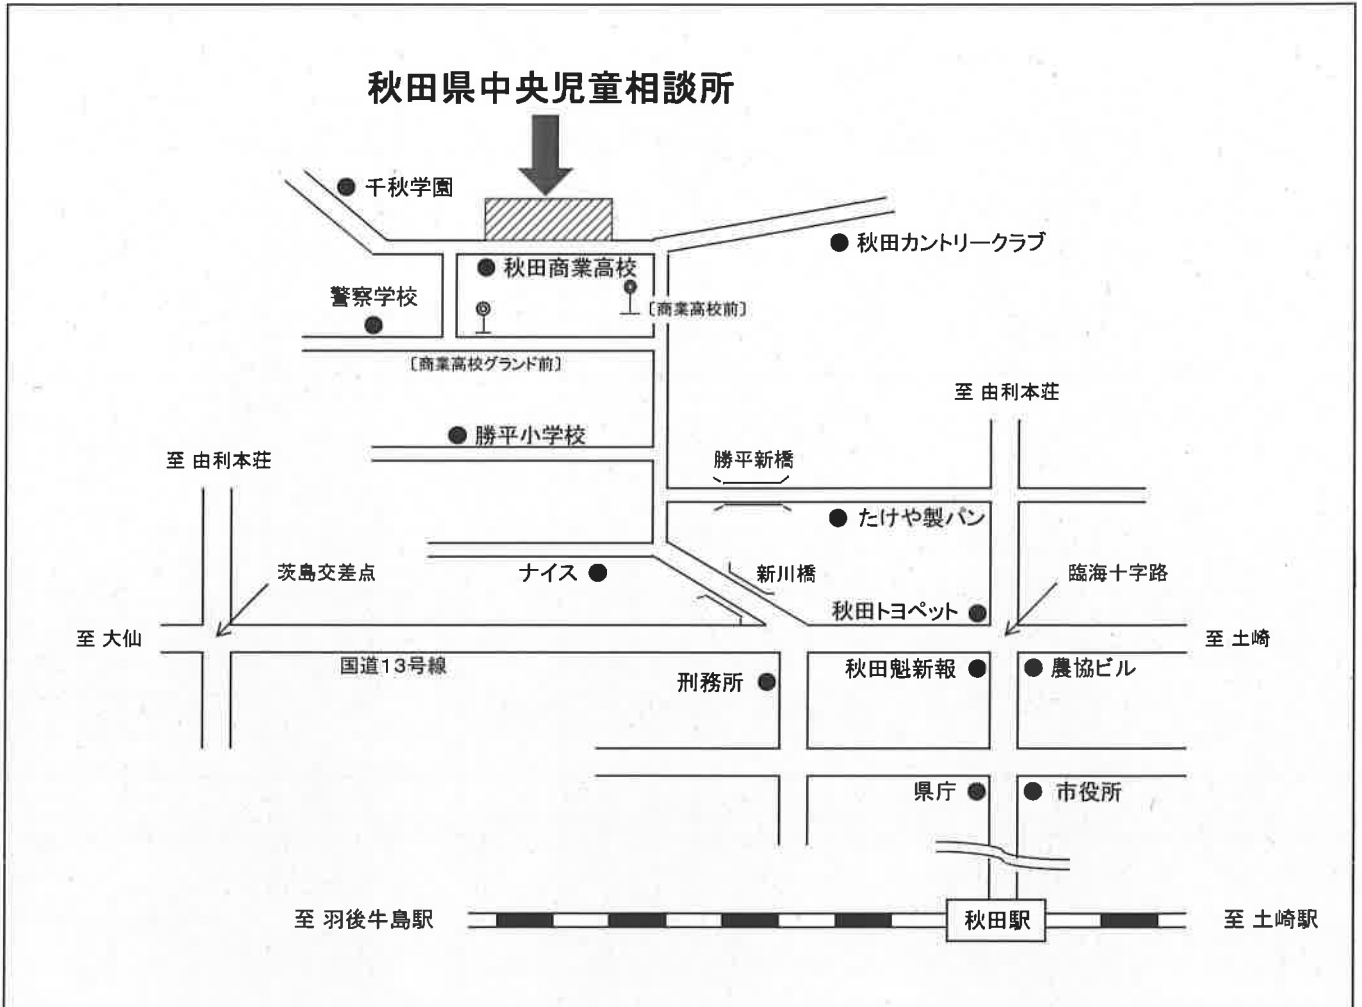 秋田県中央児童相談所
千秋学園
秋田カントリークラブ
秋田商業高校
警察学校
〔商業高校前〕
〔商業高校グランド前〕
至 由利本荘
勝平小学校
至 由利本荘
勝平新橋
たけや製パン
茨島交差点
ナイス
新川橋
臨海十字路
秋田トヨペット
至 大仙
至 土崎
国道13号線
刑務所
秋田魁新報
農協ビル
県庁
市役所
至 羽後牛島駅
秋田駅
至 土崎駅